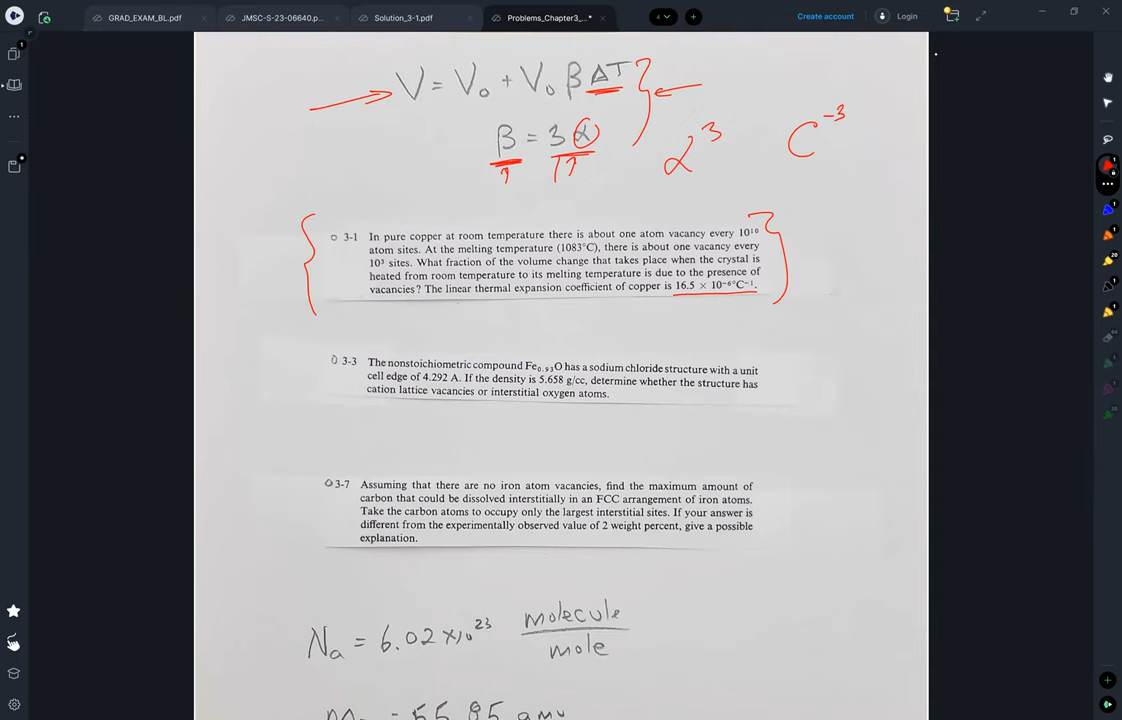 GRAD_EXAM_BL.pdf
JMSC-S-23-06640.p...
Solution_3-1.pdf
Problems_Chapter3_...*
4
Create account
Login
V = V₀ + V₀ β ΔT
β = 3 α
α³ C⁻³
3-1 In pure copper at room temperature there is about one atom vacancy every 10¹⁰
atom sites. At the melting temperature (1083°C), there is about one vacancy every
10³ sites. What fraction of the volume change that takes place when the crystal is
heated from room temperature to its melting temperature is due to the presence of
vacancies? The linear thermal expansion coefficient of copper is 16.5 × 10⁻⁶°C⁻¹.
3-3 The nonstoichiometric compound Fe₀.₉₃O has a sodium chloride structure with a unit
cell edge of 4.292 A. If the density is 5.658 g/cc, determine whether the structure has
cation lattice vacancies or interstitial oxygen atoms.
3-7 Assuming that there are no iron atom vacancies, find the maximum amount of
carbon that could be dissolved interstitially in an FCC arrangement of iron atoms.
Take the carbon atoms to occupy only the largest interstitial sites. If your answer is
different from the experimentally observed value of 2 weight percent, give a possible
explanation.
Nₐ = 6.02 x10²³ molecule
mole
= 55.85 amu